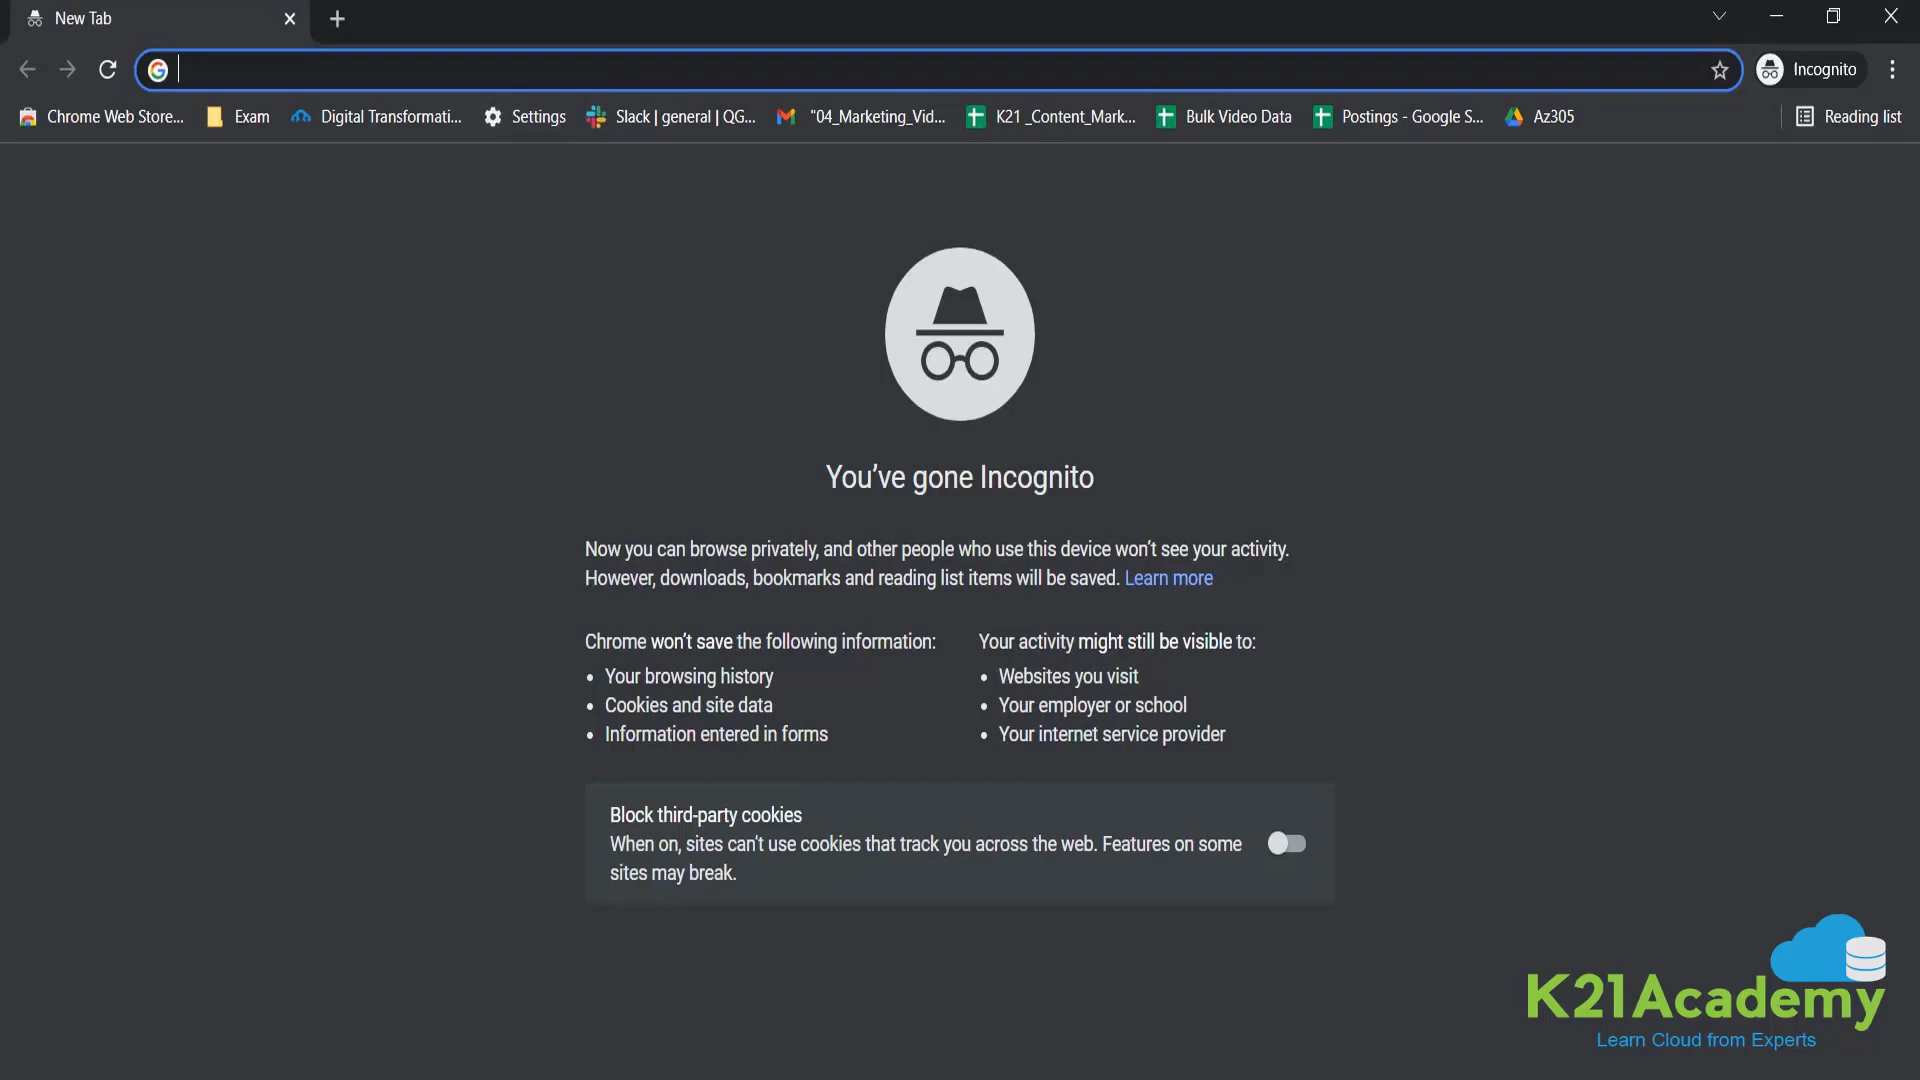 New Tab
Incognito
Chrome Web Store...
Exam
Digital Transformati...
Settings
Slack | general | QG...
"04_Marketing_Vid...
K21 _Content_Mark...
Bulk Video Data
Postings - Google S...
Az305
Reading list
You've gone Incognito
Now you can browse privately, and other people who use this device won't see your activity.
However, downloads, bookmarks and reading list items will be saved. Learn more
Chrome won't save the following information:
Your browsing history
Cookies and site data
Information entered in forms
Your activity might still be visible to:
Websites you visit
Your employer or school
Your internet service provider
Block third-party cookies
When on, sites can't use cookies that track you across the web. Features on some
sites may break.
K21Academy
Learn Cloud from Experts